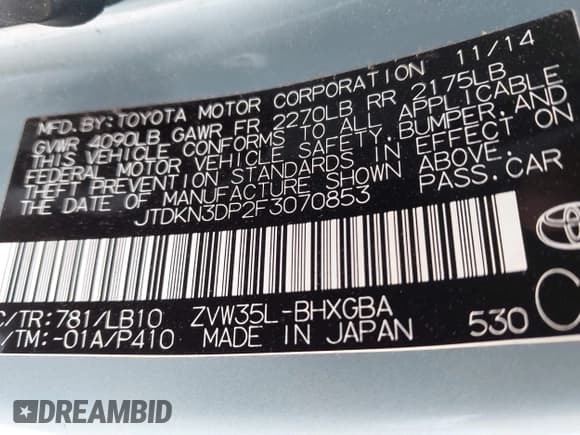 MFD.BY:TOYOTA MOTOR CORPORATION 11/14
GVWR 4090LB GAWR FR 2270LB RR 2175LB
THIS VEHICLE CONFORMS TO ALL APPLICABLE
FEDERAL MOTOR VEHICLE SAFETY,BUMPER,AND
THEFT PREVENTION STANDARDS IN EFFECT ON
THE DATE OF MANUFACTURE SHOWN ABOVE.
JTDKN3DP2F3070853 PASS.CAR
C/TR:781/LB10 ZVW35L-BHXGBA
/TM:-01A/P410 MADE IN JAPAN 530
DREAMBID